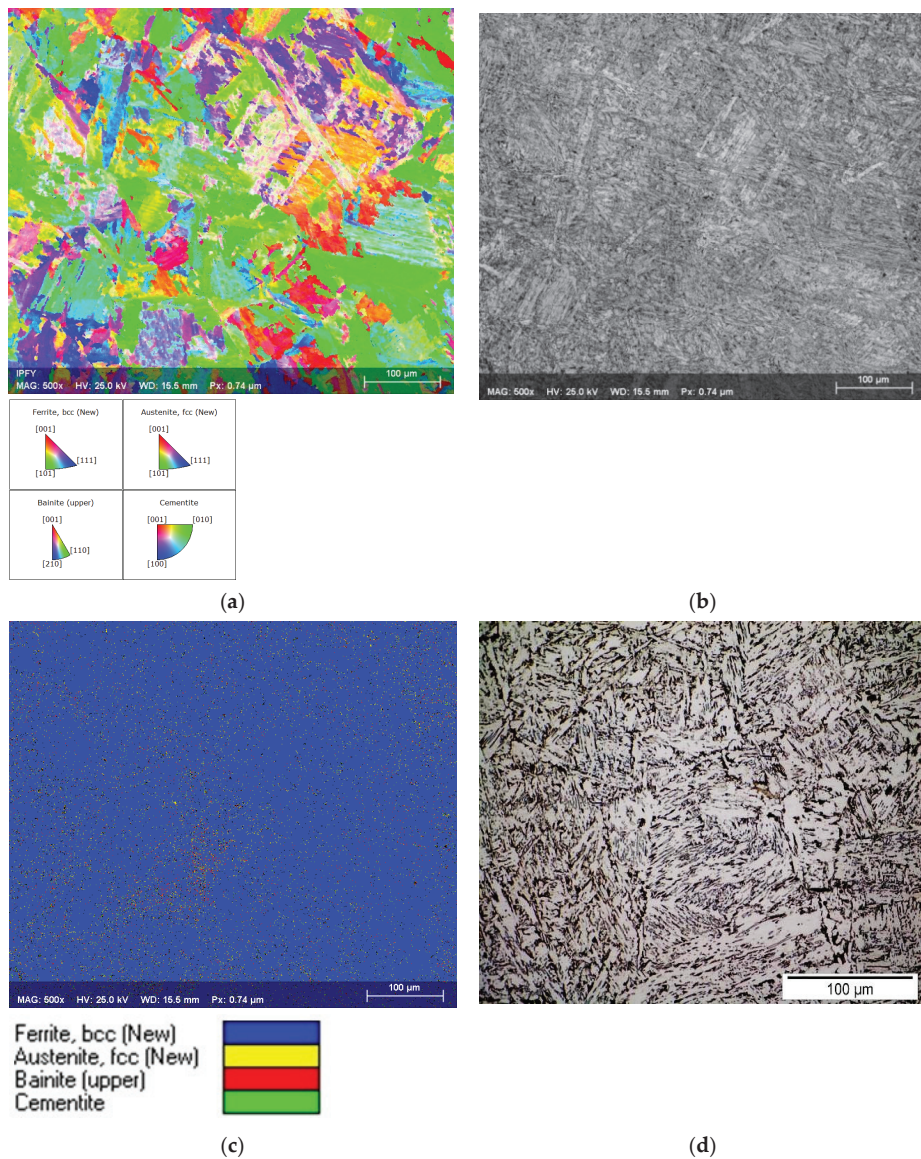 IPFY
MAG: 500x HV: 25.0 kV WD: 15.5 mm Px: 0.74 µm 100 µm
MAG: 500x HV: 25.0 kV WD: 15.5 mm Px: 0.74 µm 100 µm
Ferrite, bcc (New) Austenite, fcc (New)
[001] [001]
[111] [111]
[101] [101]
Bainite (upper) Cementite
[001] [001] [010]
[110]
[210] [100]
(a) (b)
MAG: 500x HV: 25.0 kV WD: 15.5 mm Px: 0.74 µm 100 µm
100 µm
Ferrite, bcc (New)
Austenite, fcc (New)
Bainite (upper)
Cementite
(c) (d)